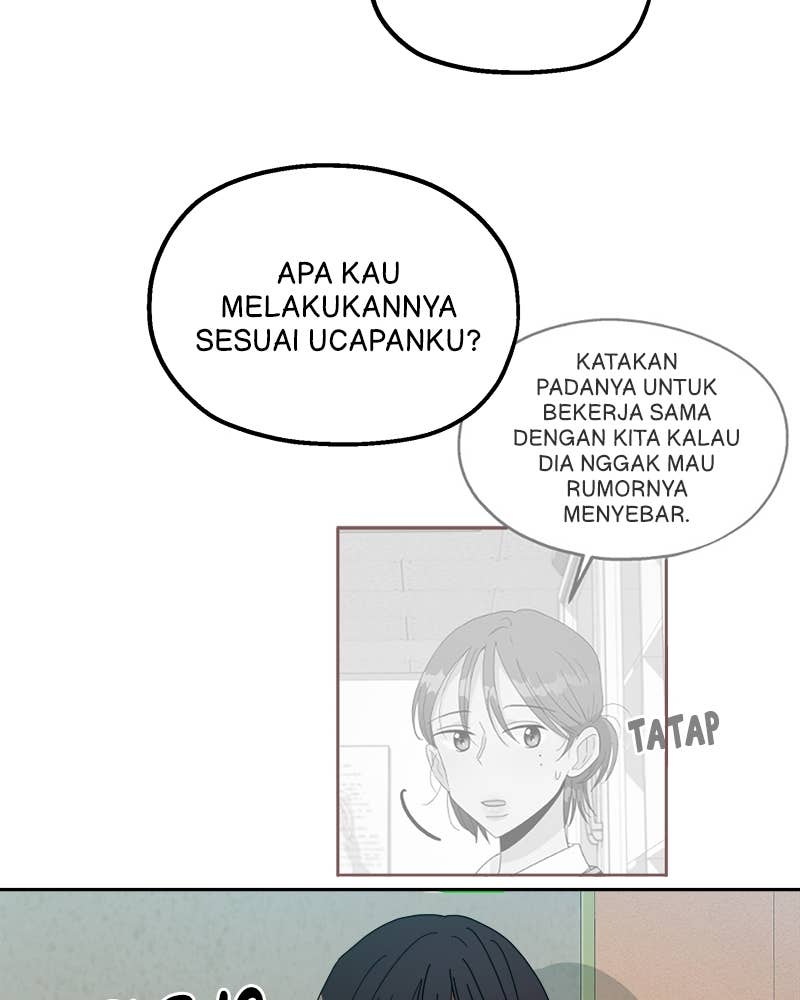 APA KAU
MELAKUKANNYA
SESUAI UCAPANKU?
KATAKAN
PADANYA UNTUK
BEKERJA SAMA
DENGAN KITA KALAU
DIA NGGAK MAU
RUMORNYA
MENYEBAR.
TATAP